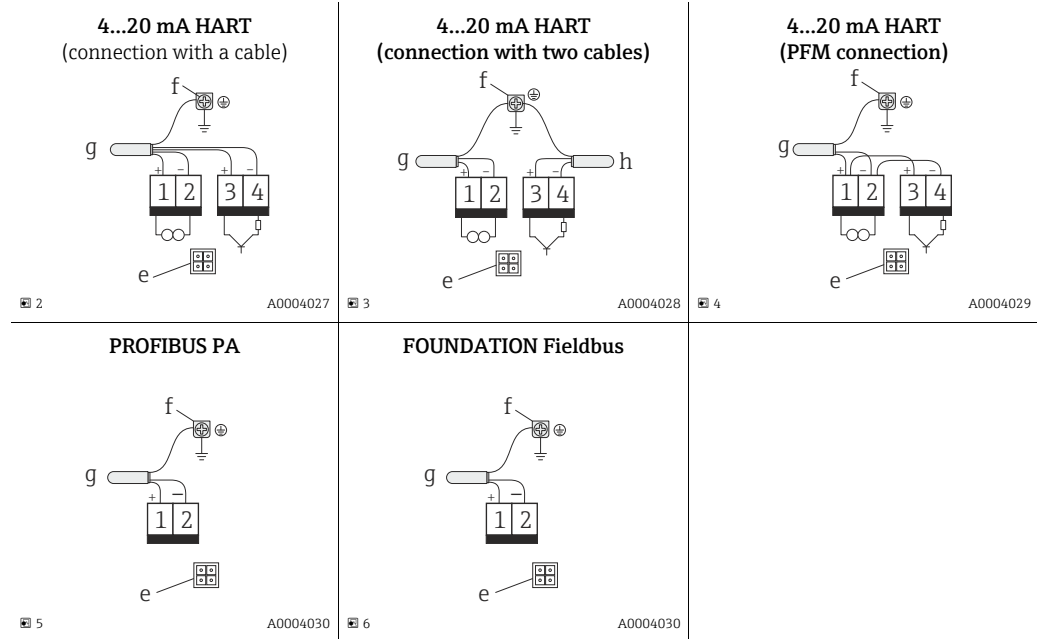 4...20 mA HART
(connection with a cable)
f
g
+ − + −
1 2 3 4
e
2 A0004027
4...20 mA HART
(connection with two cables)
f
g h
+ − + −
1 2 3 4
e
3 A0004028
4...20 mA HART
(PFM connection)
f
g
+ − + −
1 2 3 4
e
4 A0004029
PROFIBUS PA
f
g
+ −
1 2
e
5 A0004030
FOUNDATION Fieldbus
f
g
+ −
1 2
e
6 A0004030